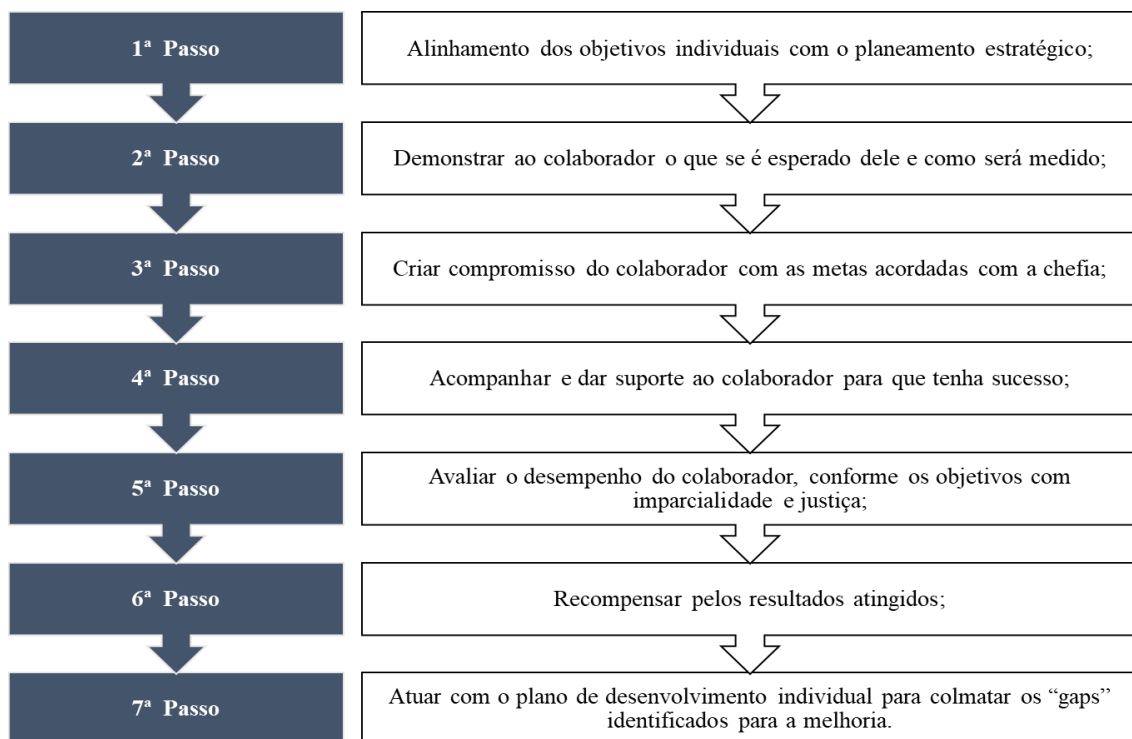 1ª Passo
Alinhamento dos objetivos individuais com o planeamento estratégico;
2ª Passo
Demonstrar ao colaborador o que se é esperado dele e como será medido;
3ª Passo
Criar compromisso do colaborador com as metas acordadas com a chefia;
4ª Passo
Acompanhar e dar suporte ao colaborador para que tenha sucesso;
5ª Passo
Avaliar o desempenho do colaborador, conforme os objetivos com
imparcialidade e justiça;
6ª Passo
Recompensar pelos resultados atingidos;
7ª Passo
Atuar com o plano de desenvolvimento individual para colmatar os “gaps”
identificados para a melhoria.